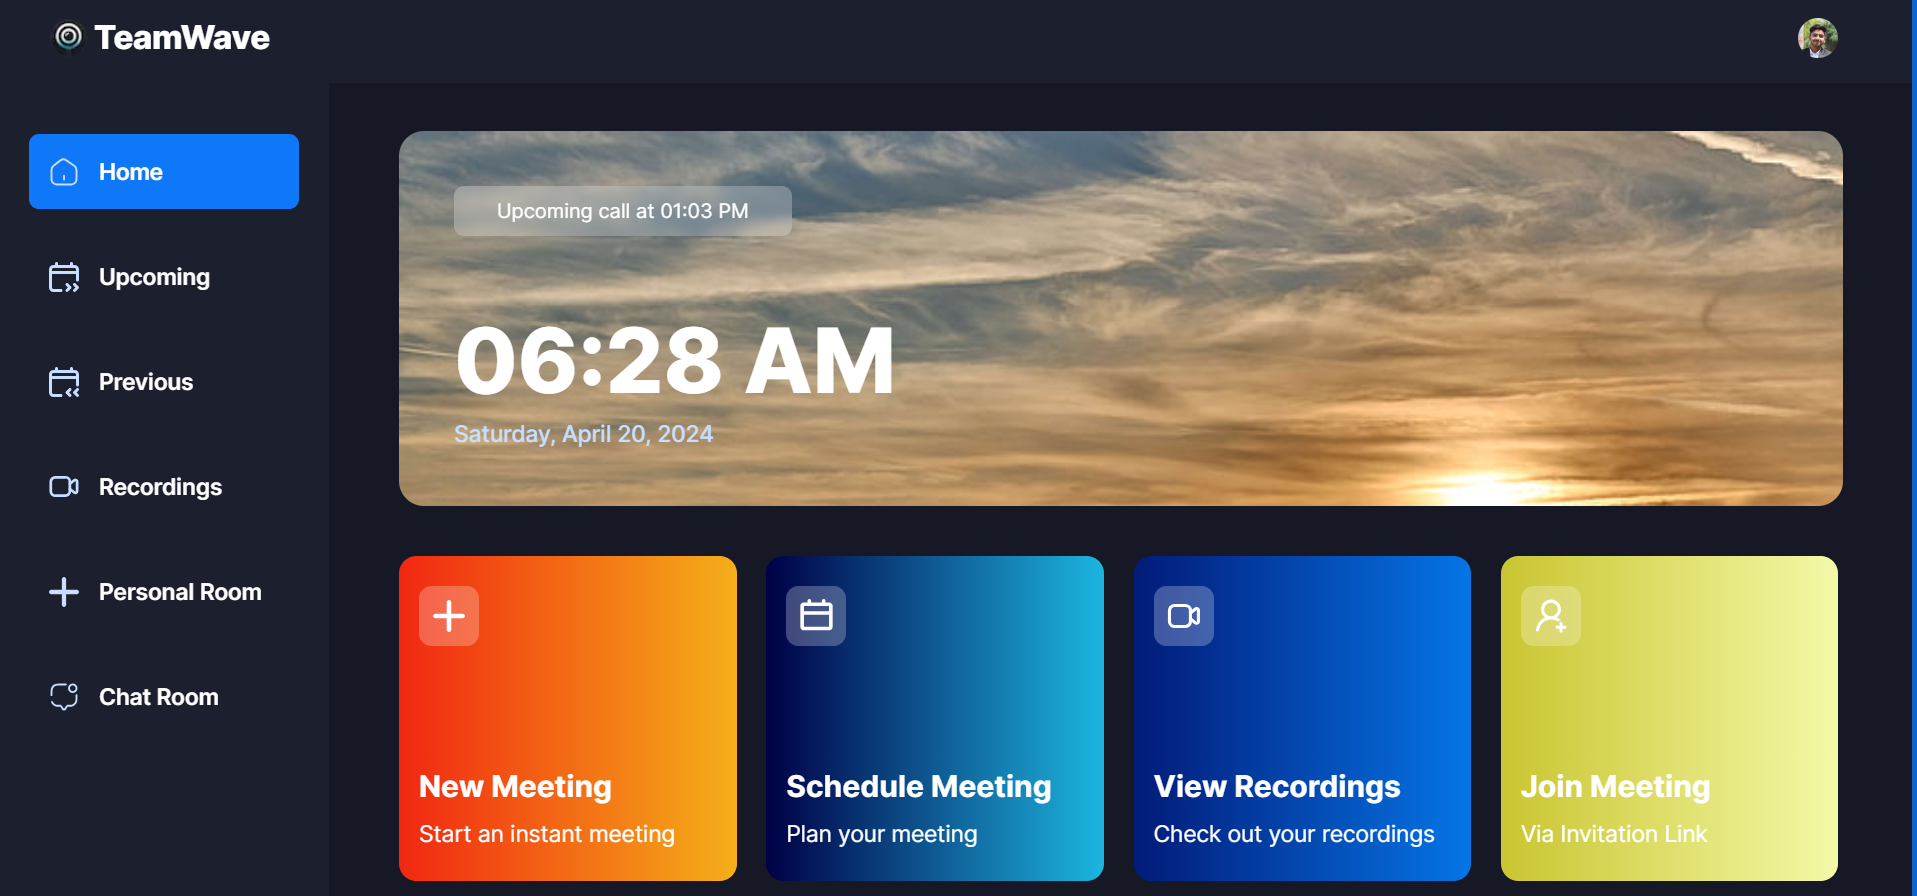 TeamWave
Home
Upcoming
Previous
Recordings
Personal Room
Chat Room
Upcoming call at 01:03 PM
06:28 AM
Saturday, April 20, 2024
New Meeting
Start an instant meeting
Schedule Meeting
Plan your meeting
View Recordings
Check out your recordings
Join Meeting
Via Invitation Link